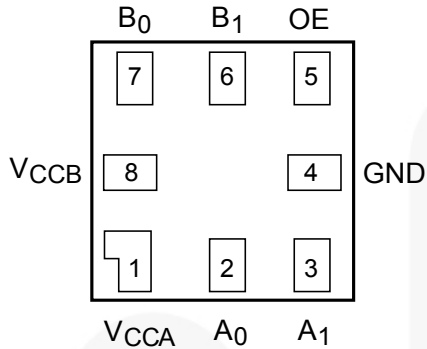 B0 B1 OE
7 6 5
VCCB 8 4 GND
1 2 3
VCCA A0 A1